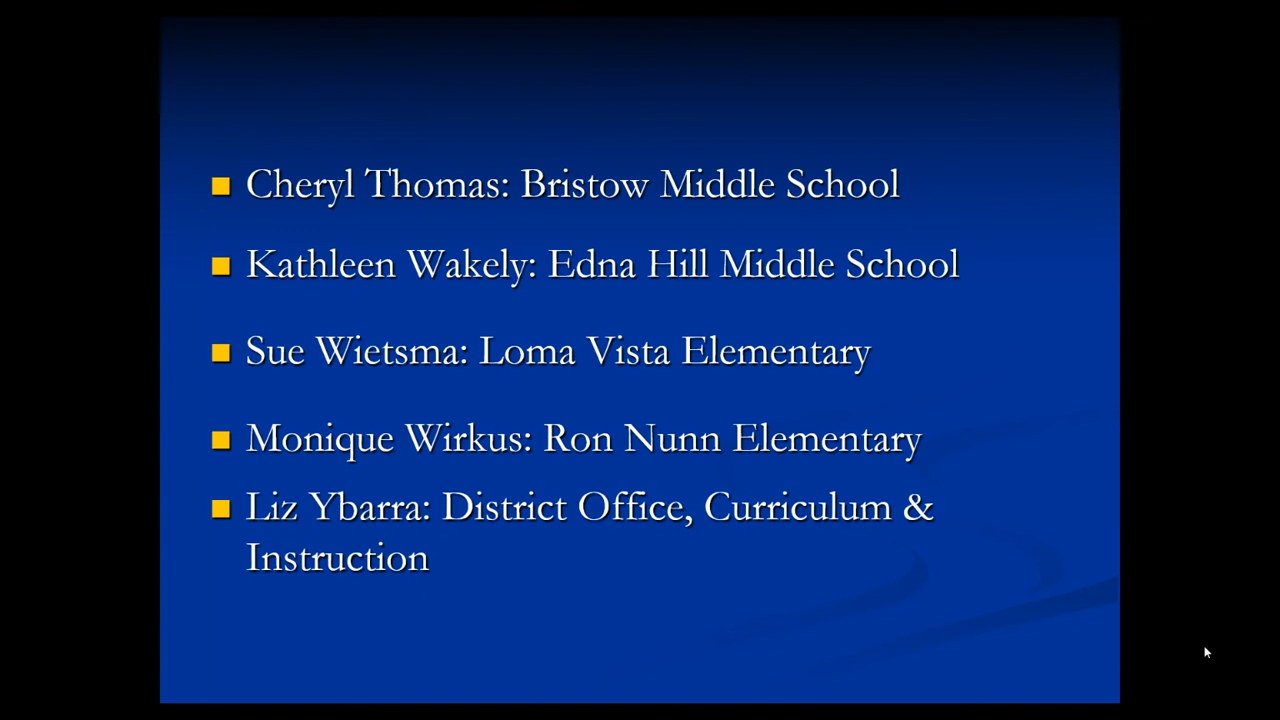 Cheryl Thomas: Bristow Middle School
Kathleen Wakely: Edna Hill Middle School
Sue Wietsma: Loma Vista Elementary
Monique Wirkus: Ron Nunn Elementary
Liz Ybarra: District Office, Curriculum &
Instruction